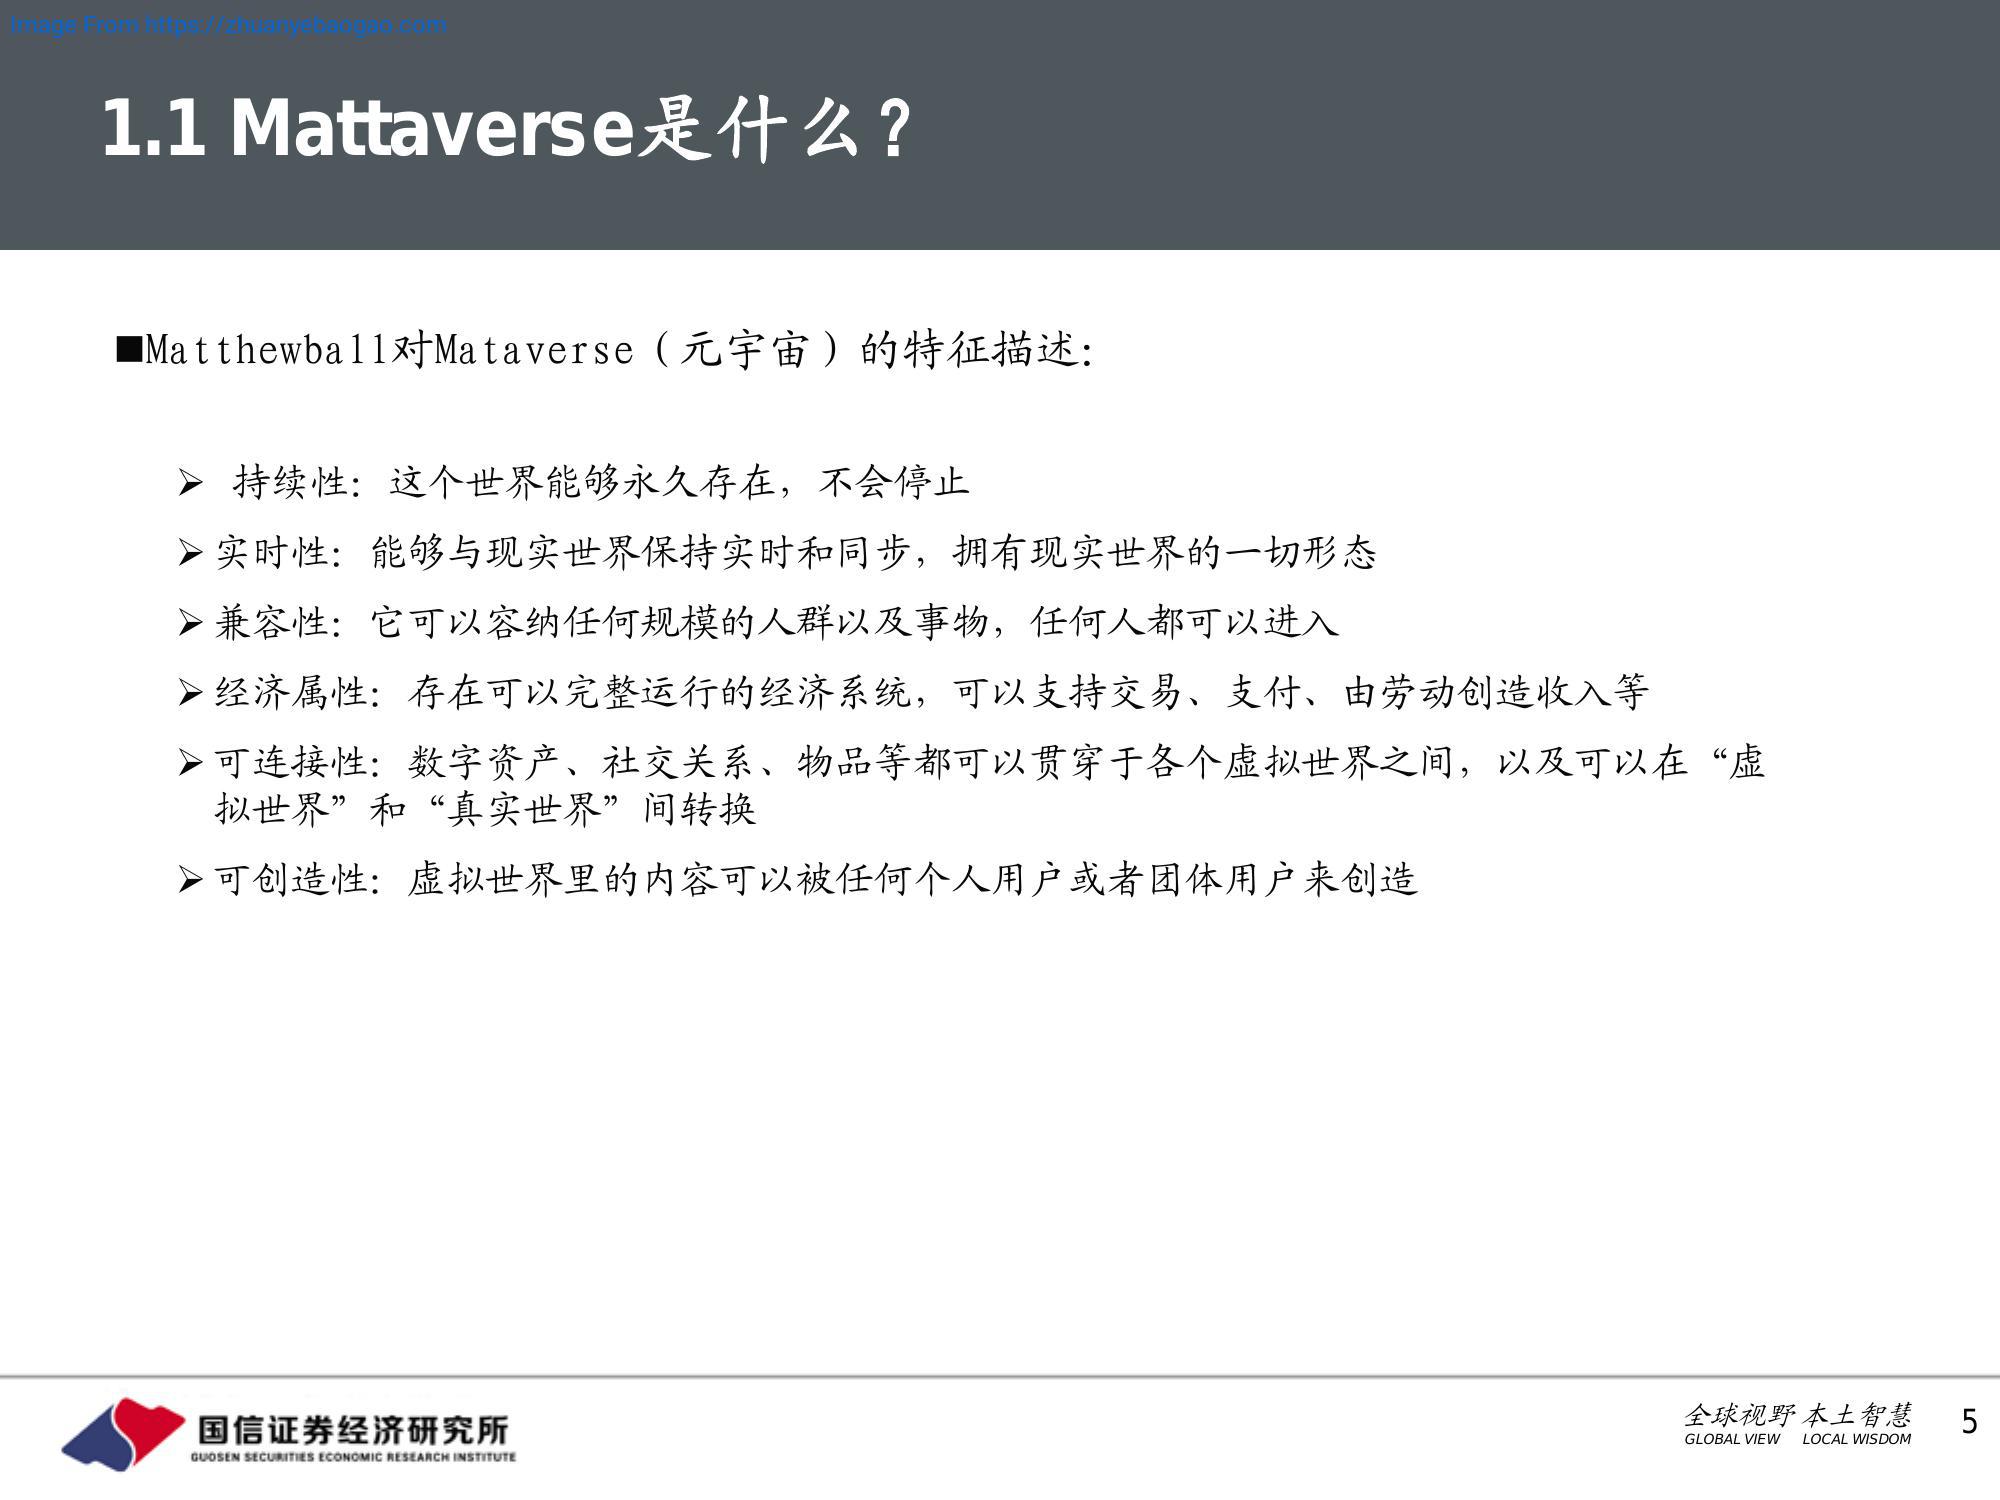 Image From https://zhuanyebaogao.com
1.1 Mattaverse是什么？
■Matthewball对Mataverse（元宇宙）的特征描述：
➢ 持续性：这个世界能够永久存在，不会停止
➢ 实时性：能够与现实世界保持实时和同步，拥有现实世界的一切形态
➢ 兼容性：它可以容纳任何规模的人群以及事物，任何人都可以进入
➢ 经济属性：存在可以完整运行的经济系统，可以支持交易、支付、由劳动创造收入等
➢ 可连接性：数字资产、社交关系、物品等都可以贯穿于各个虚拟世界之间，以及可以在“虚
拟世界”和“真实世界”间转换
➢ 可创造性：虚拟世界里的内容可以被任何个人用户或者团体用户来创造
国信证券经济研究所
GUOSEN SECURITIES ECONOMIC RESEARCH INSTITUTE
全球视野 本土智慧
GLOBAL VIEW LOCAL WISDOM
5